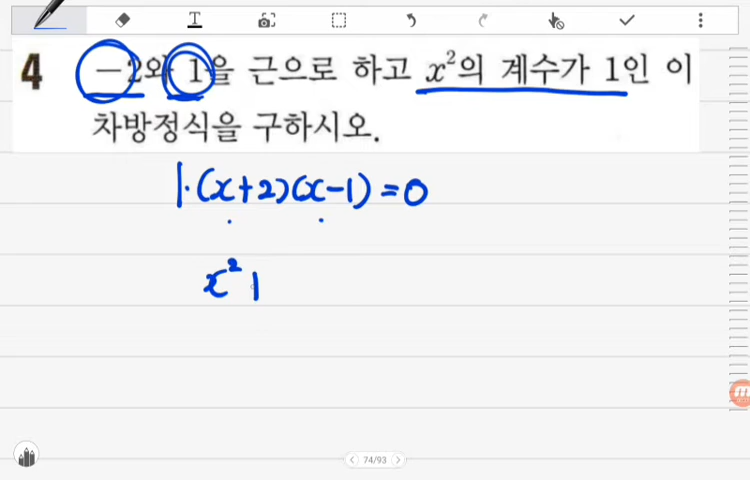 T
4 -2와 1을 근으로 하고 x²의 계수가 1인 이
차방정식을 구하시오.
1·(x+2)(x-1)=0
x² |
74/93